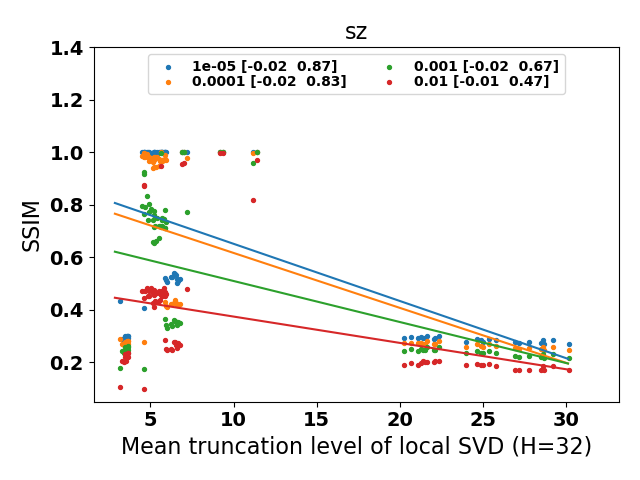 sz
1e-05 [-0.02  0.87]
0.0001 [-0.02  0.83]
0.001 [-0.02  0.67]
0.01 [-0.01  0.47]
1.4
1.2
1.0
0.8
0.6
0.4
0.2
SSIM
5 10 15 20 25 30
Mean truncation level of local SVD (H=32)